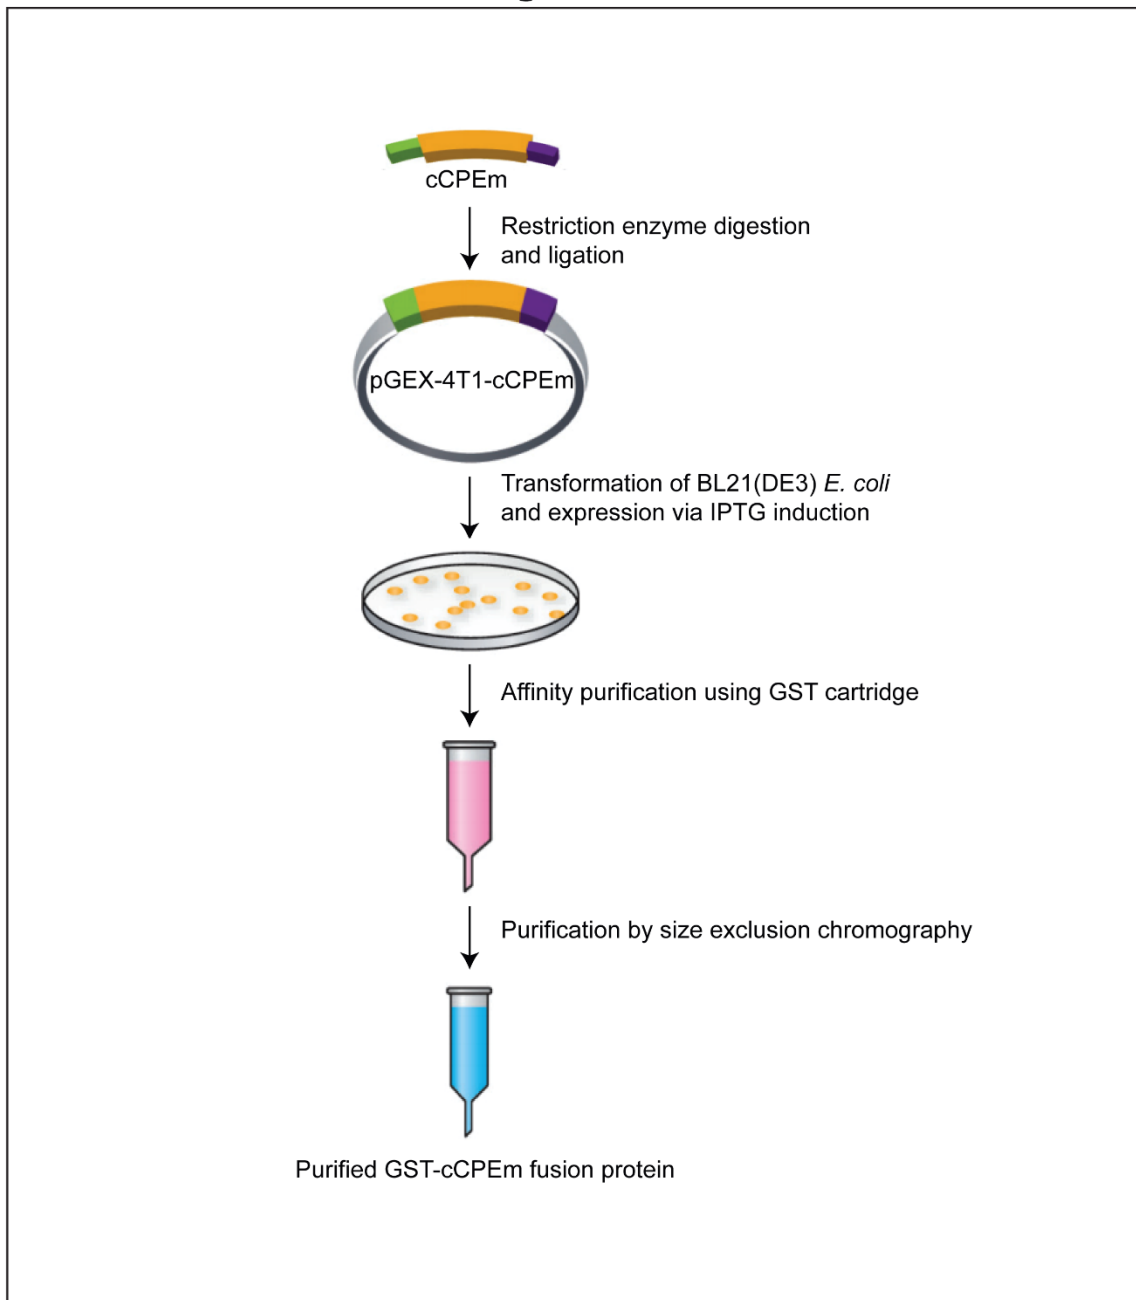 cCPEm
Restriction enzyme digestion
and ligation
pGEX-4T1-cCPEm
Transformation of BL21(DE3) E. coli
and expression via IPTG induction
Affinity purification using GST cartridge
Purification by size exclusion chromography
Purified GST-cCPEm fusion protein